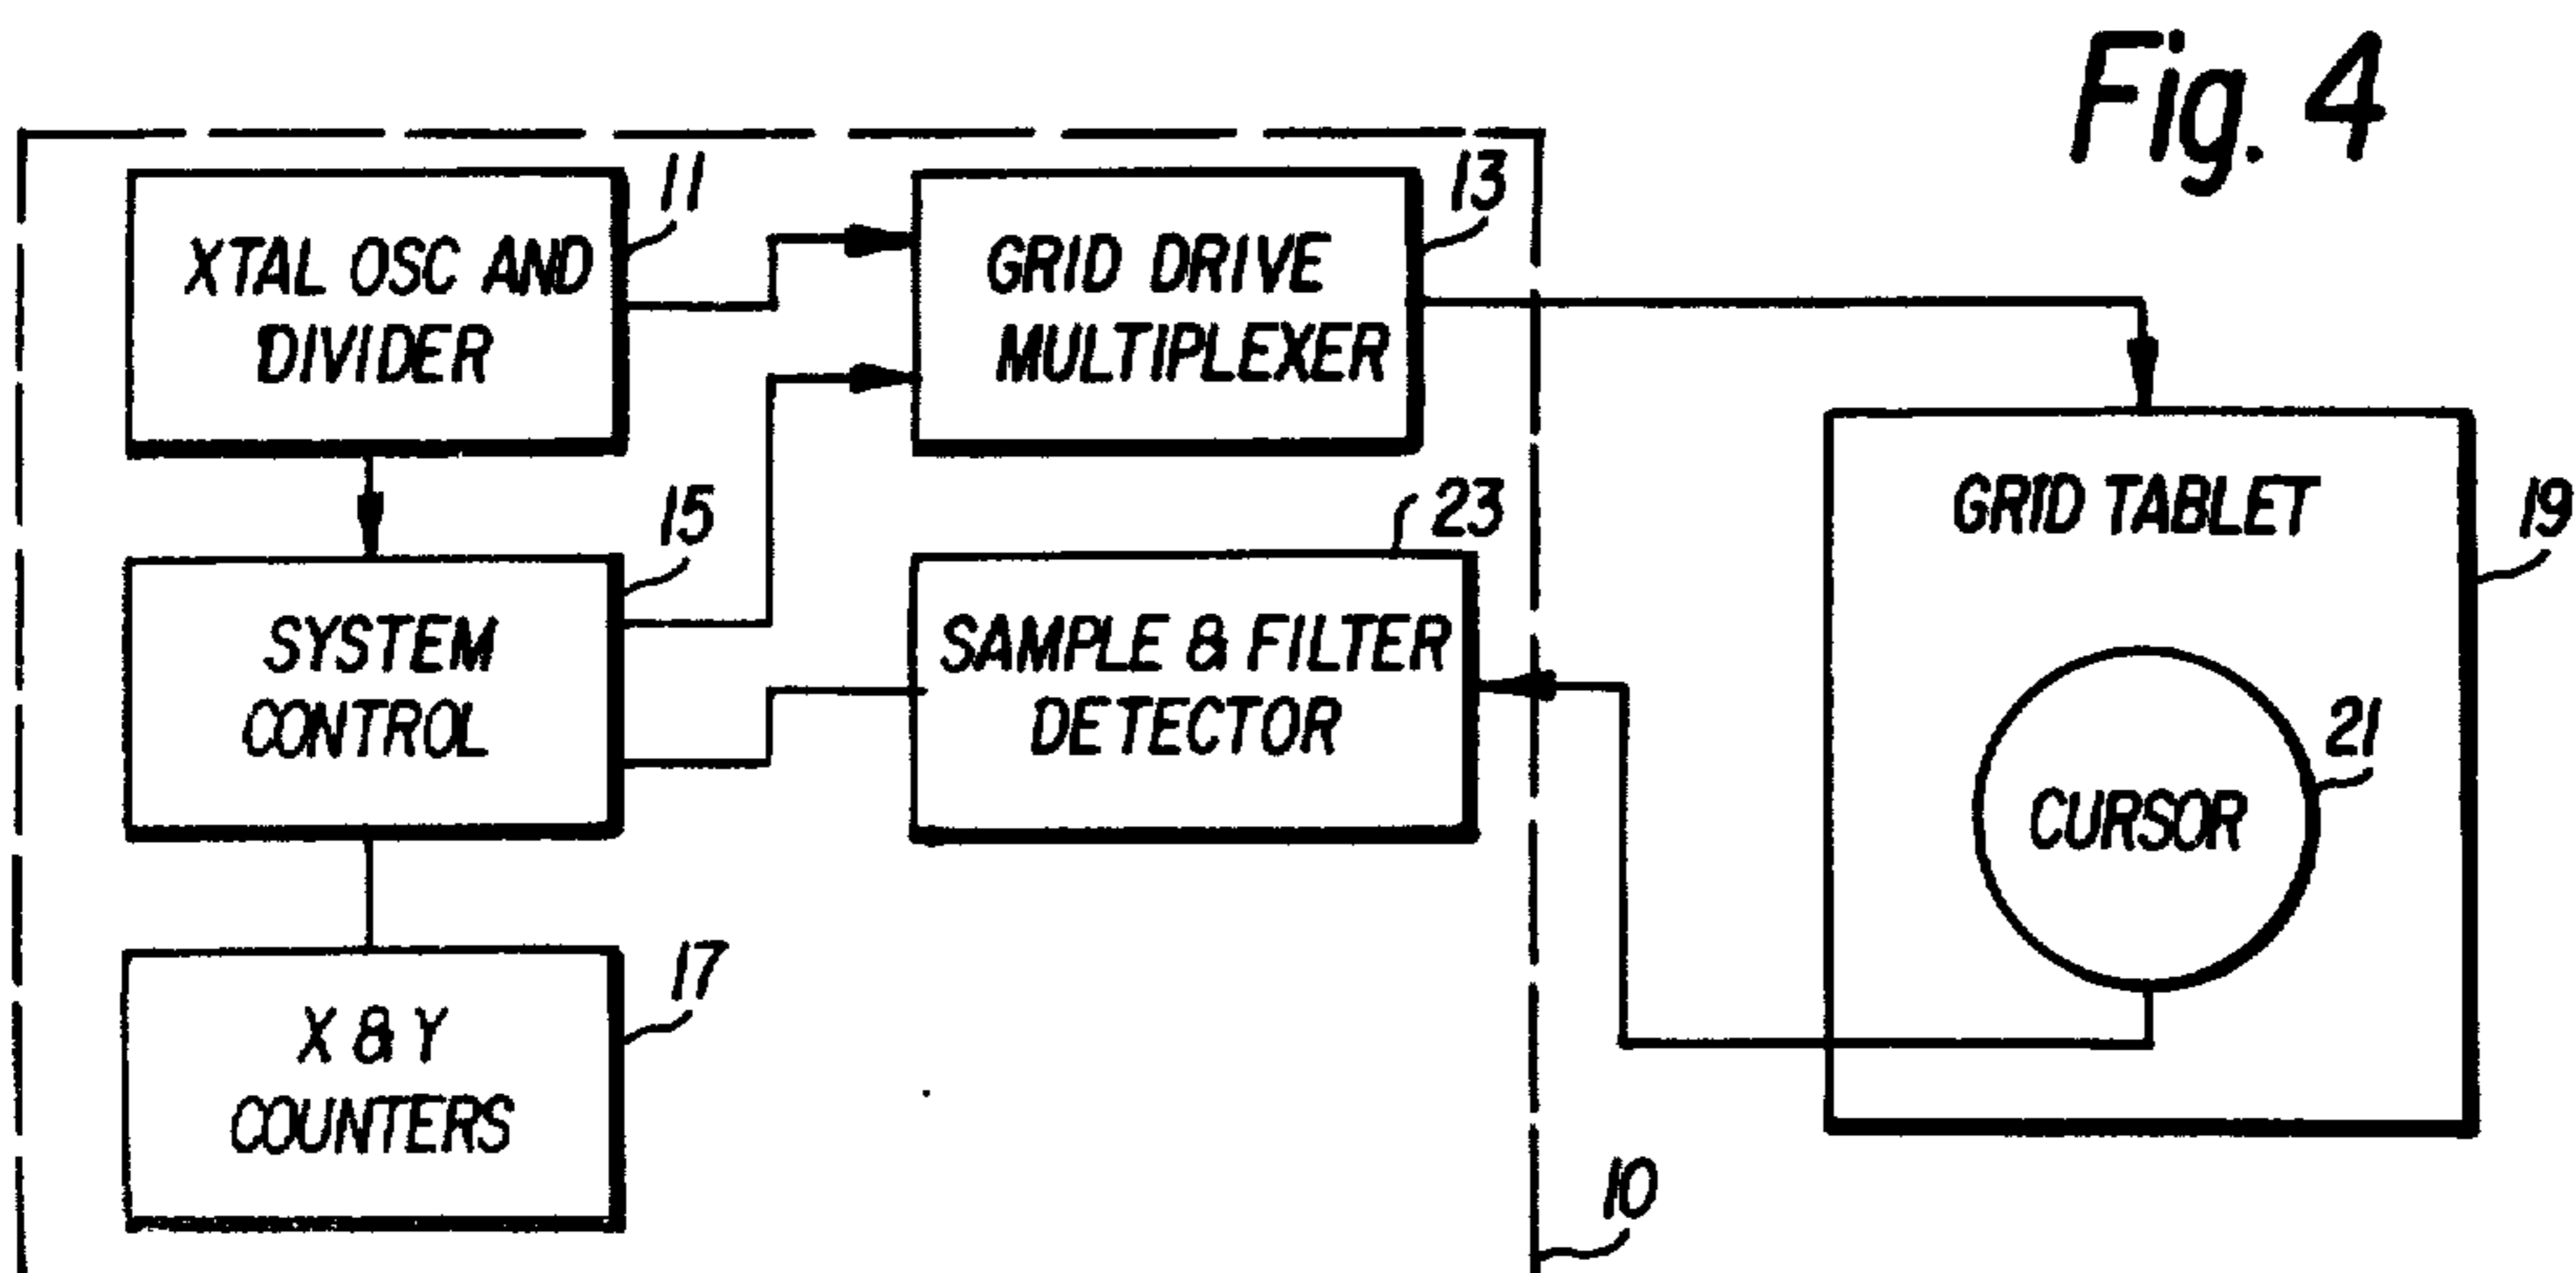 Fig. 4
XTAL OSC AND
DIVIDER
11
GRID DRIVE
MULTIPLEXER
13
SYSTEM
CONTROL
15
SAMPLE & FILTER
DETECTOR
23
GRID TABLET
19
CURSOR
21
X & Y
COUNTERS
17
10